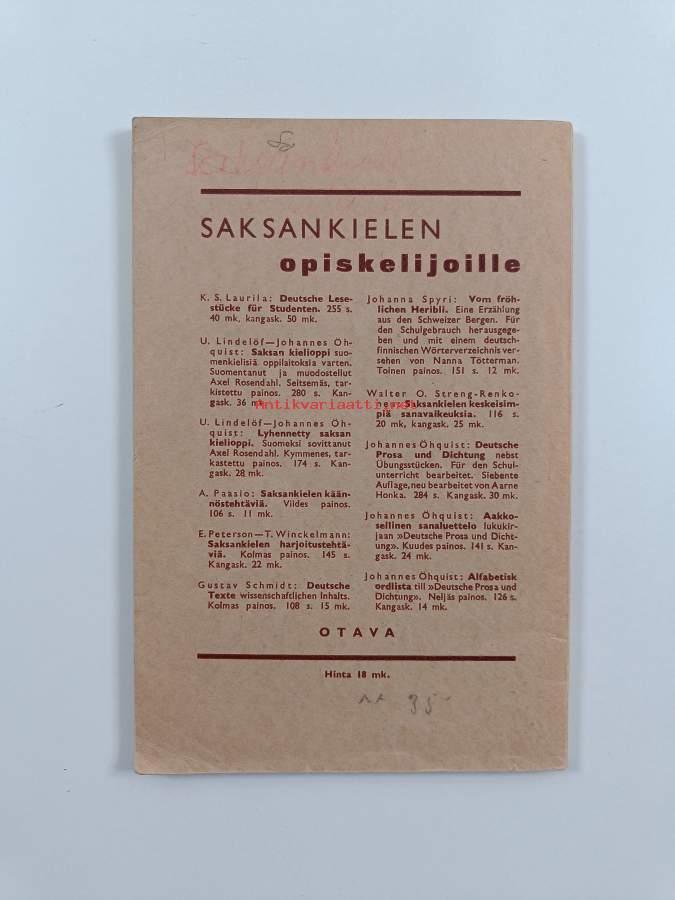 SAKSANKIELEN
opiskelijoille
K. S. Laurila: Deutsche Lese-
stücke für Studenten. 255 s.
40 mk, kangask. 50 mk.
U. Lindelöf—Johannes Öh-
quist: Saksan kielioppi suo-
menkielisiä oppilaitoksia varten.
Suomentanut ja muodostellut
Axel Rosendahl. Seitsemäs, tar-
kistettu painos. 280 s. Kan-
gask. 36 mk.
U. Lindelöf—Johannes Öh-
quist: Lyhennetty saksan
kielioppi. Suomeksi sovittanut
Axel Rosendahl. Kymmenes, tar-
kastettu painos. 174 s. Kan-
gask. 28 mk.
A. Paasio: Saksankielen kään-
nöstehtäviä. Viides painos.
106 s. 11 mk.
E. Peterson—T. Winckelmann:
Saksankielen harjoitustehtä-
viä. Kolmas painos. 145 s.
Kangask. 22 mk.
Gustav Schmidt: Deutsche
Texte wissenschaftlichen Inhalts.
Kolmas painos. 108 s. 15 mk.
Johanna Spyri: Vom fröh-
lichen Heribli. Eine Erzählung
aus den Schweizer Bergen. Für
den Schulgebrauch herausgege-
ben und mit einem deutsch-
finnischen Wörterverzeichnis ver-
sehen von Nanna Tötterman.
Toinen painos. 151 s. 12 mk.
Walter O. Streng-Renko-
nen: Saksankielen keskeisim-
piä sanavaikeuksia. 116 s.
20 mk, kangask. 25 mk.
Johannes Öhquist: Deutsche
Prosa und Dichtung nebst
Übungsstücken. Für den Schul-
unterricht bearbeitet. Siebente
Auflage, neu bearbeitet von Aarne
Honka. 284 s. Kangask. 30 mk.
Johannes Öhquist: Aakko-
sellinen sanaluettelo lukukir-
jaan »Deutsche Prosa und Dicht-
ung». Kuudes painos. 141 s. Kan-
gask. 24 mk.
Johannes Öhquist: Alfabetisk
ordlista till »Deutsche Prosa und
Dichtung». Neljäs painos. 126 s.
Kangask. 14 mk.
Antikvariaatti.net
OTAVA
Hinta 18 mk.
35